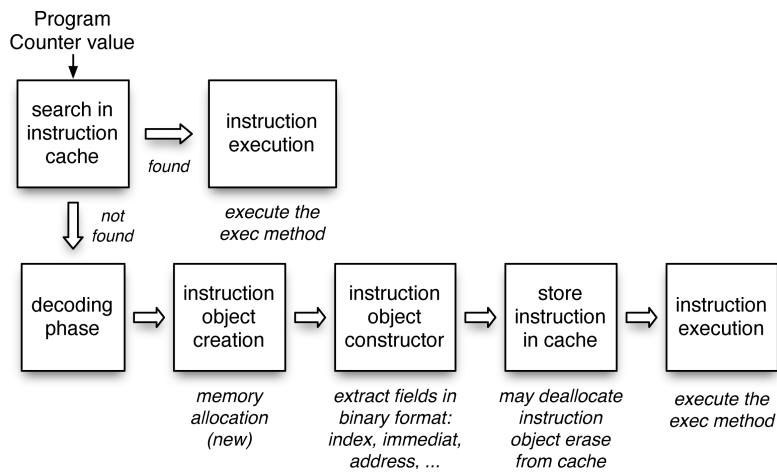 Program
Counter value
search in
instruction
cache
found
instruction
execution
execute the
exec method
not
found
decoding
phase
instruction
object
creation
memory
allocation
(new)
instruction
object
constructor
extract fields in
binary format:
index, immediat,
address, ...
store
instruction
in cache
may deallocate
instruction
object erase
from cache
instruction
execution
execute the
exec method